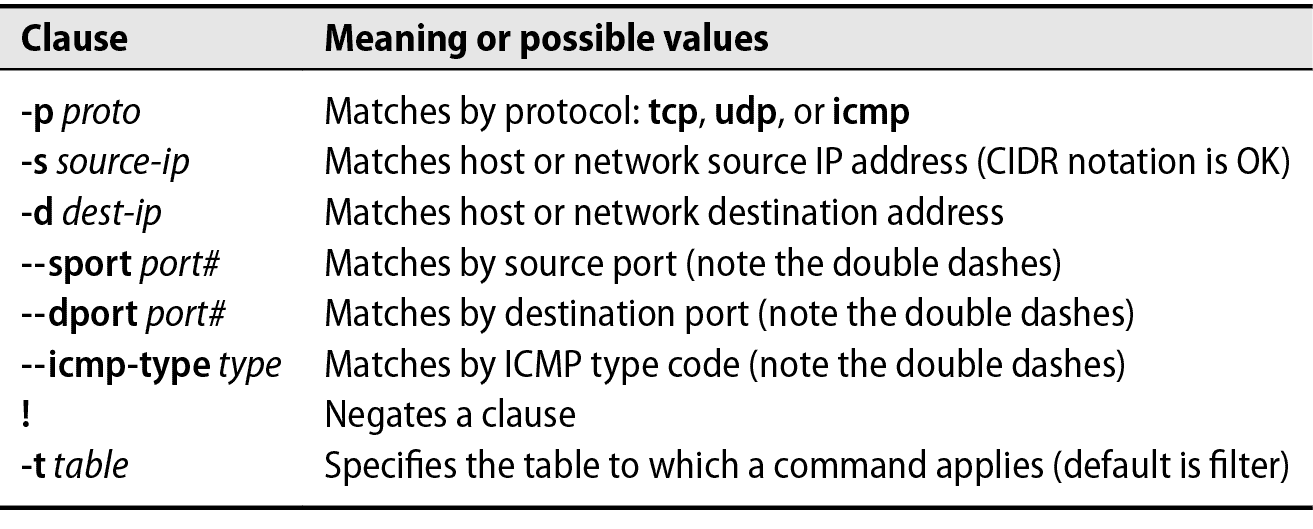 Clause Meaning or possible values
-p proto Matches by protocol: tcp, udp, or icmp
-s source-ip Matches host or network source IP address (CIDR notation is OK)
-d dest-ip Matches host or network destination address
--sport port# Matches by source port (note the double dashes)
--dport port# Matches by destination port (note the double dashes)
--icmp-type type Matches by ICMP type code (note the double dashes)
! Negates a clause
-t table Specifies the table to which a command applies (default is filter)